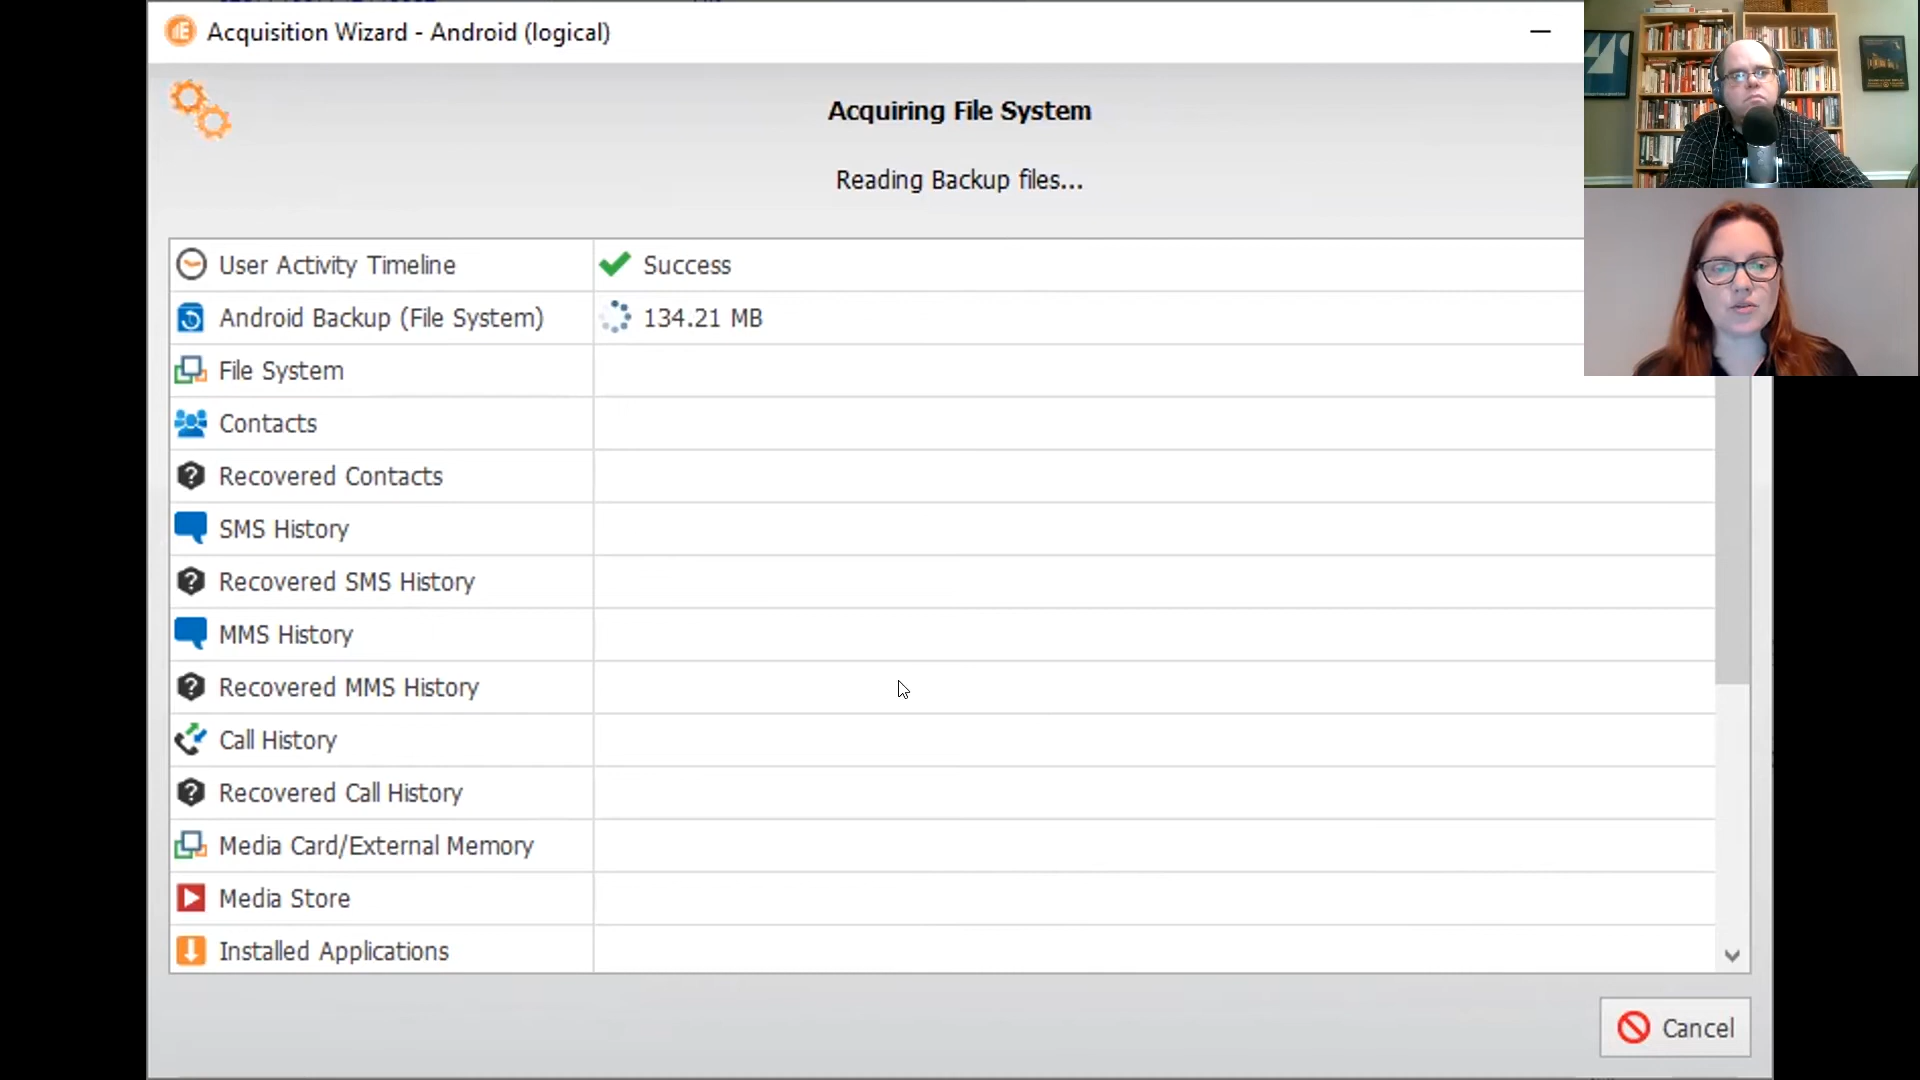 Acquisition Wizard - Android (logical)
Acquiring File System
Reading Backup files...
User Activity Timeline
Success
Android Backup (File System)
134.21 MB
File System
Contacts
Recovered Contacts
SMS History
Recovered SMS History
MMS History
Recovered MMS History
Call History
Recovered Call History
Media Card/External Memory
Media Store
Installed Applications
Cancel